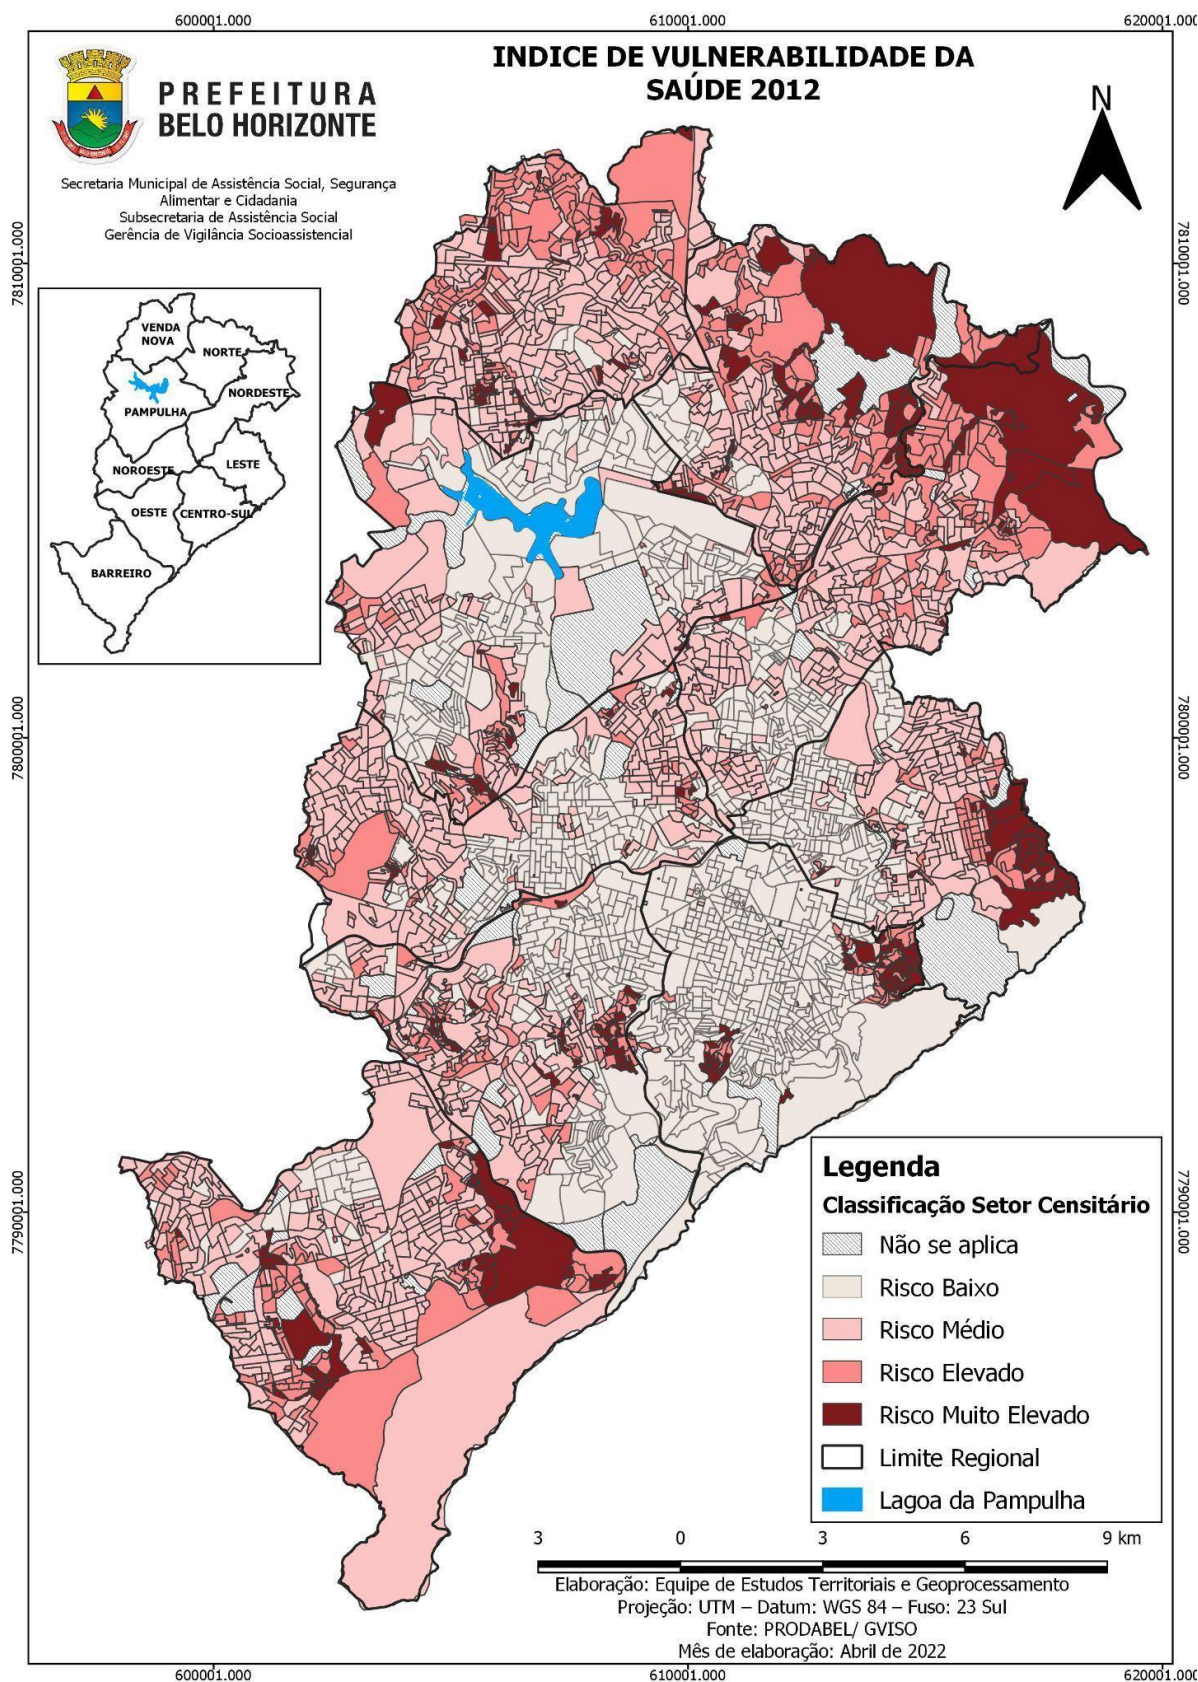 600001.000
610001.000
620001.000
INDICE DE VULNERABILIDADE DA
SAÚDE 2012
PREFEITURA
BELO HORIZONTE
Secretaria Municipal de Assistência Social, Segurança
Alimentar e Cidadania
Subsecretaria de Assistência Social
Gerência de Vigilância Socioassistencial
N
7810001.000
7810001.000
VENDA
NOVA
NORTE
NORDESTE
PAMPULHA
NOROESTE
LESTE
OESTE
CENTRO-SUL
BARREIRO
7800001.000
7800001.000
7790001.000
7790001.000
Legenda
Classificação Setor Censitário
Não se aplica
Risco Baixo
Risco Médio
Risco Elevado
Risco Muito Elevado
Limite Regional
Lagoa da Pampulha
3 0 3 6 9 km
Elaboração: Equipe de Estudos Territoriais e Geoprocessamento
Projeção: UTM – Datum: WGS 84 – Fuso: 23 Sul
Fonte: PRODABEL/ GVISO
Mês de elaboração: Abril de 2022
600001.000
610001.000
620001.000